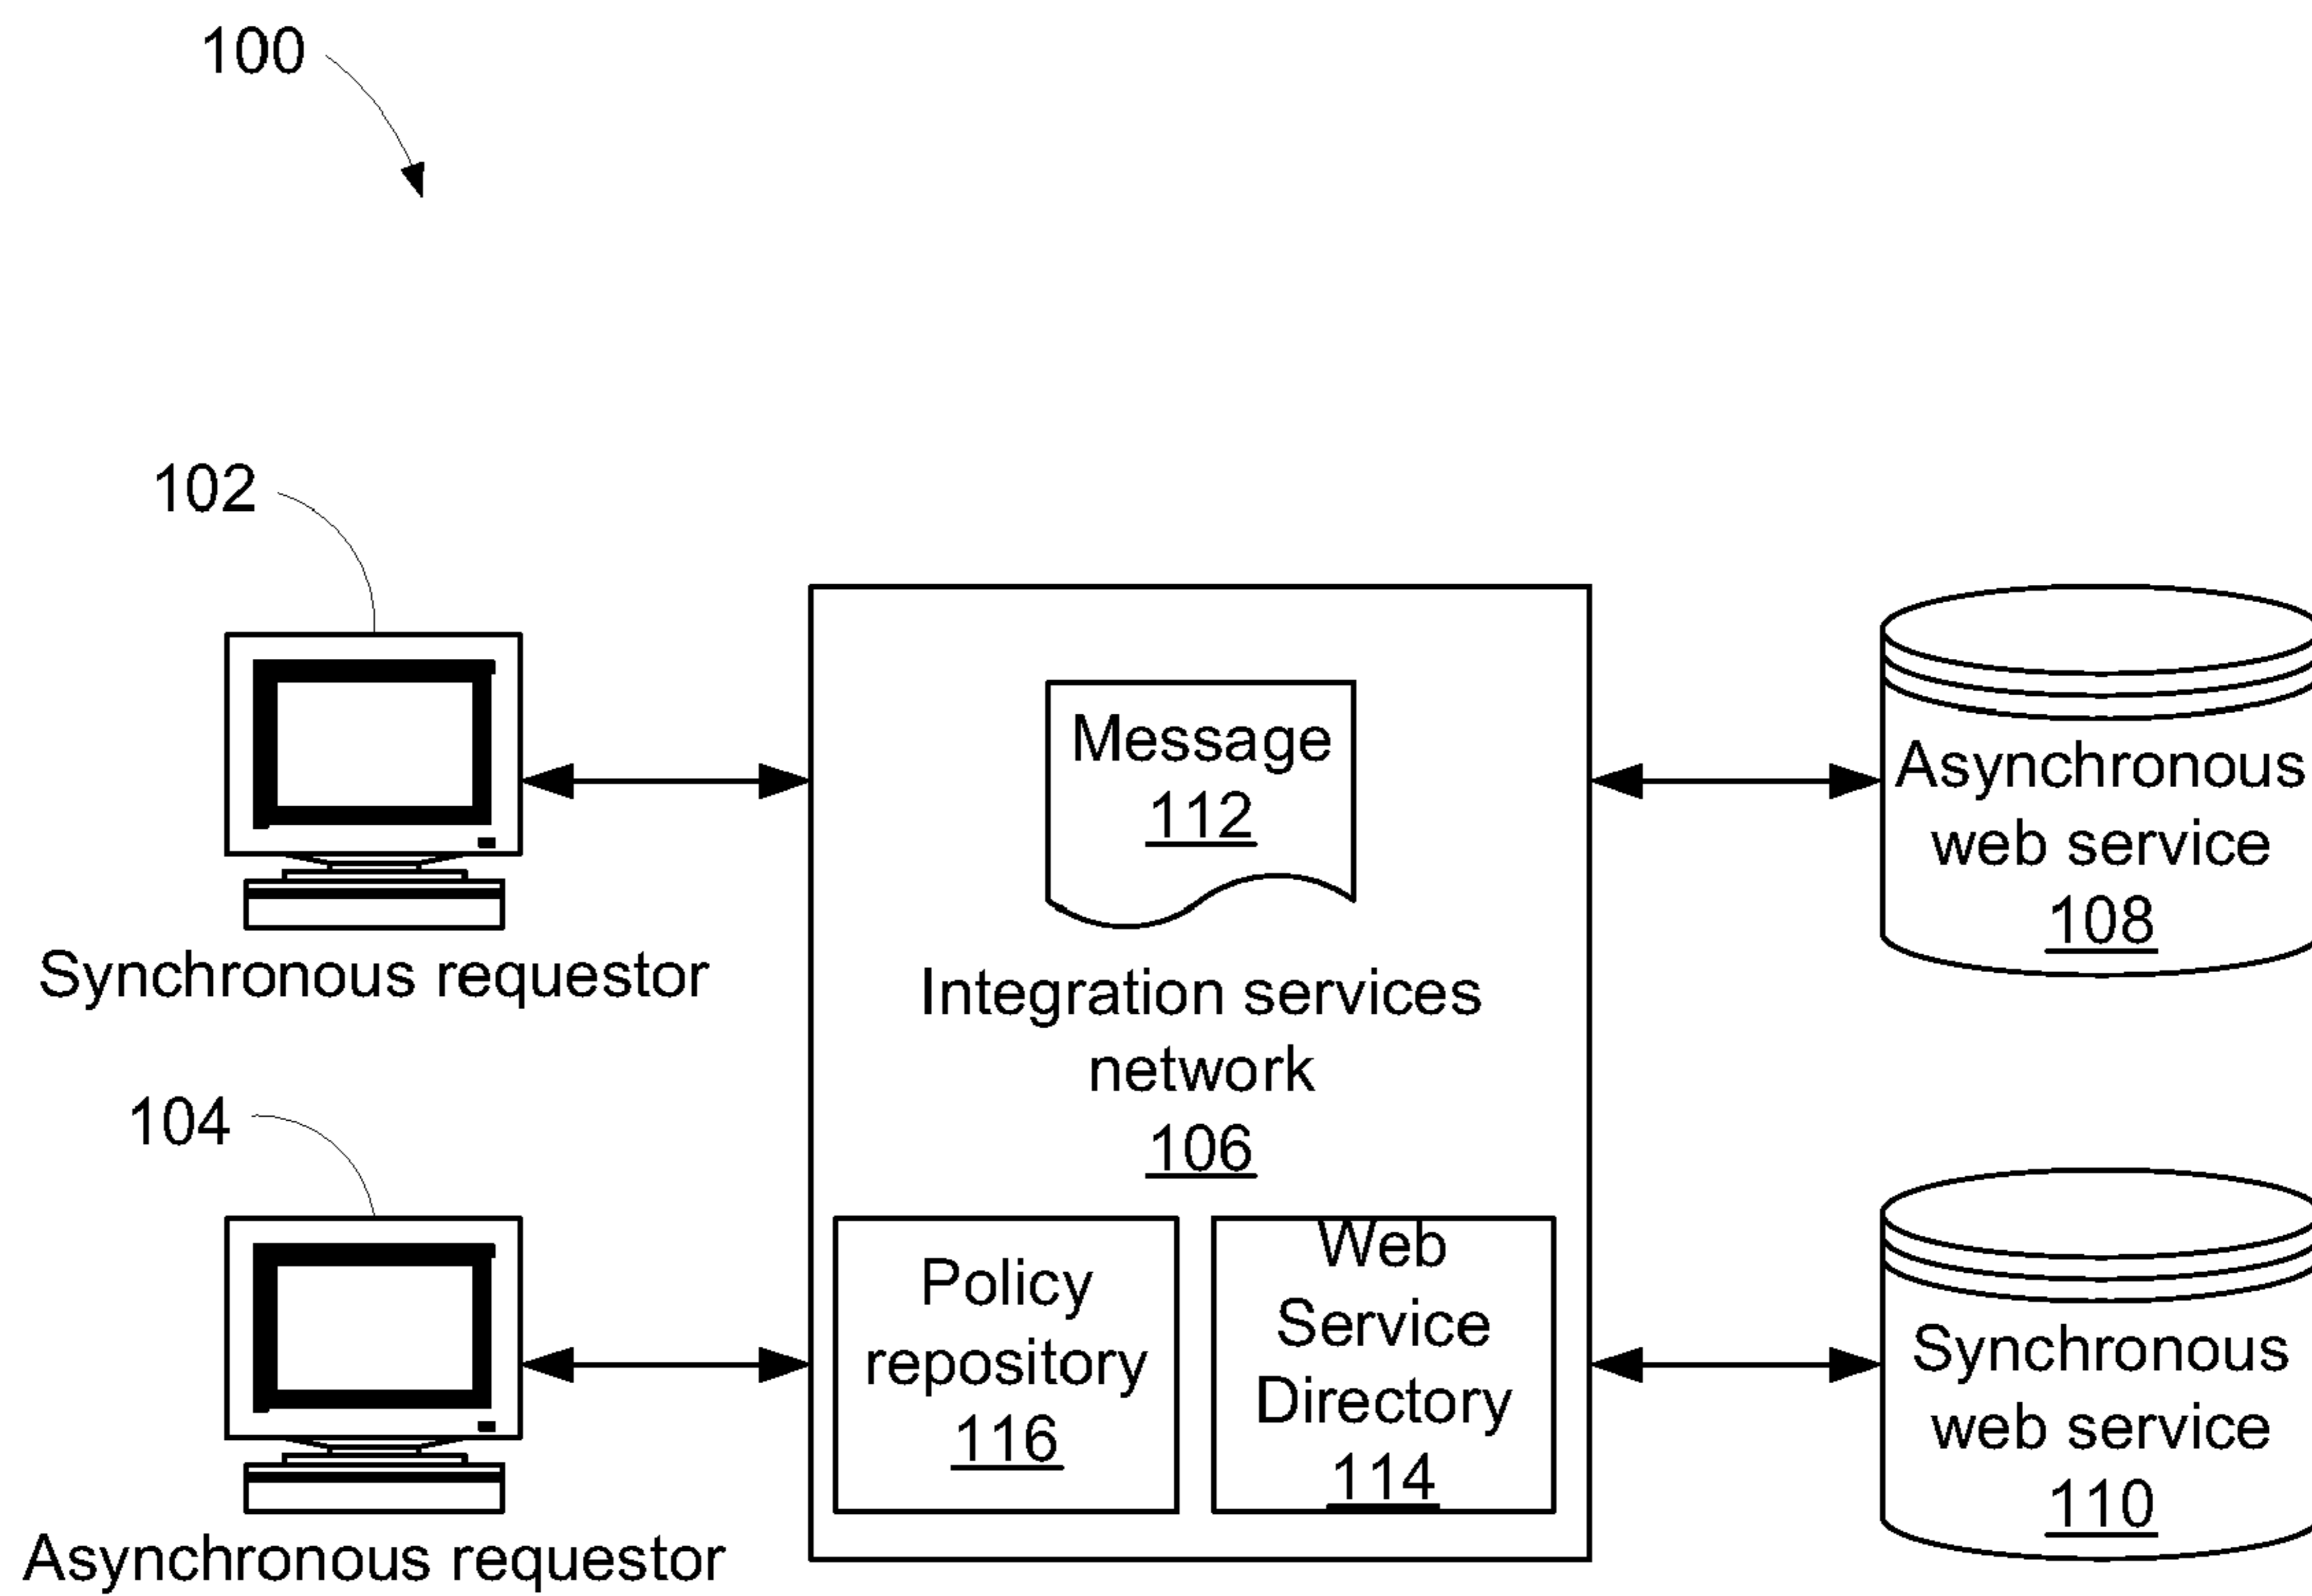 100
102
Synchronous requestor
104
Asynchronous requestor
Message
112
Integration services
network
106
Policy
repository
116
Web
Service
Directory
114
Asynchronous
web service
108
Synchronous
web service
110